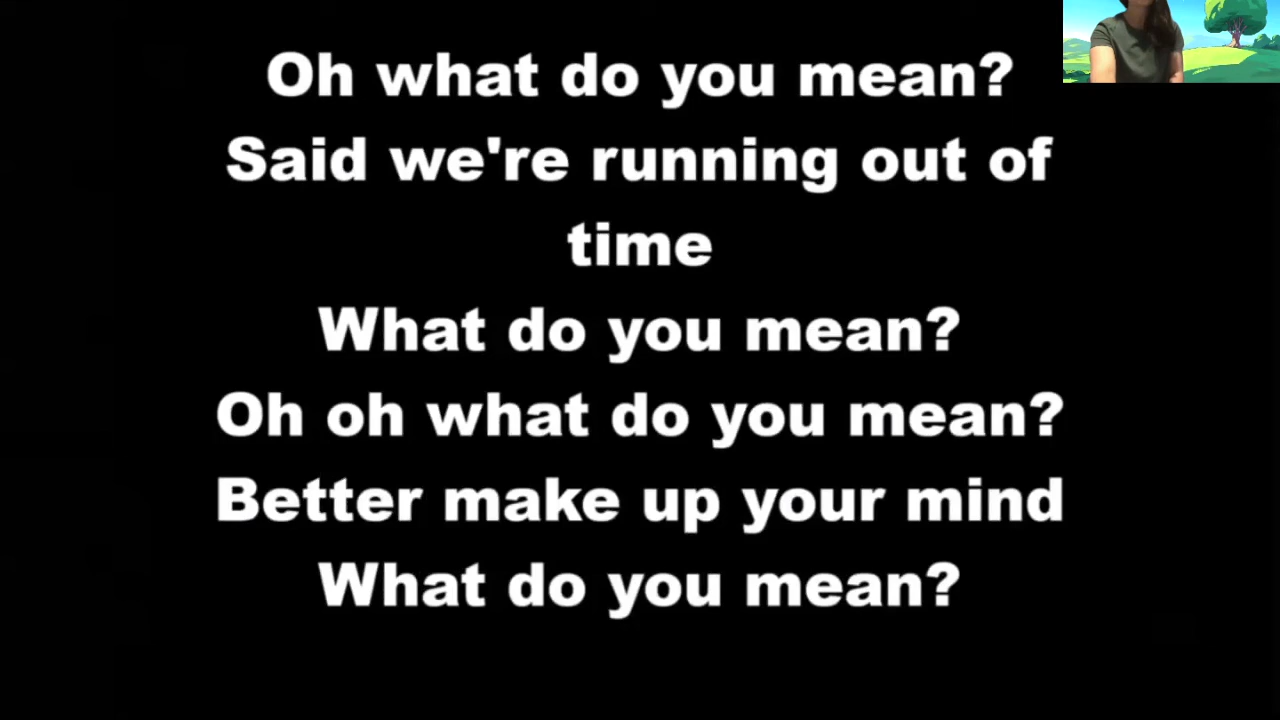 Oh what do you mean?
Said we're running out of
time
What do you mean?
Oh oh what do you mean?
Better make up your mind
What do you mean?